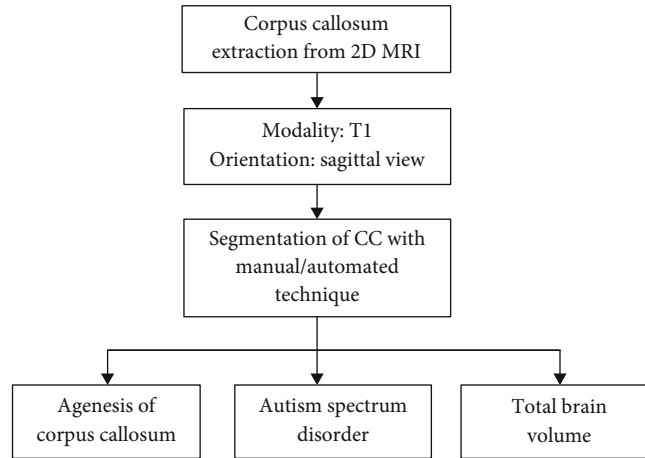 Corpus callosum
extraction from 2D MRI
Modality: T1
Orientation: sagittal view
Segmentation of CC with
manual/automated
technique
Agenesis of
corpus callosum
Autism spectrum
disorder
Total brain
volume